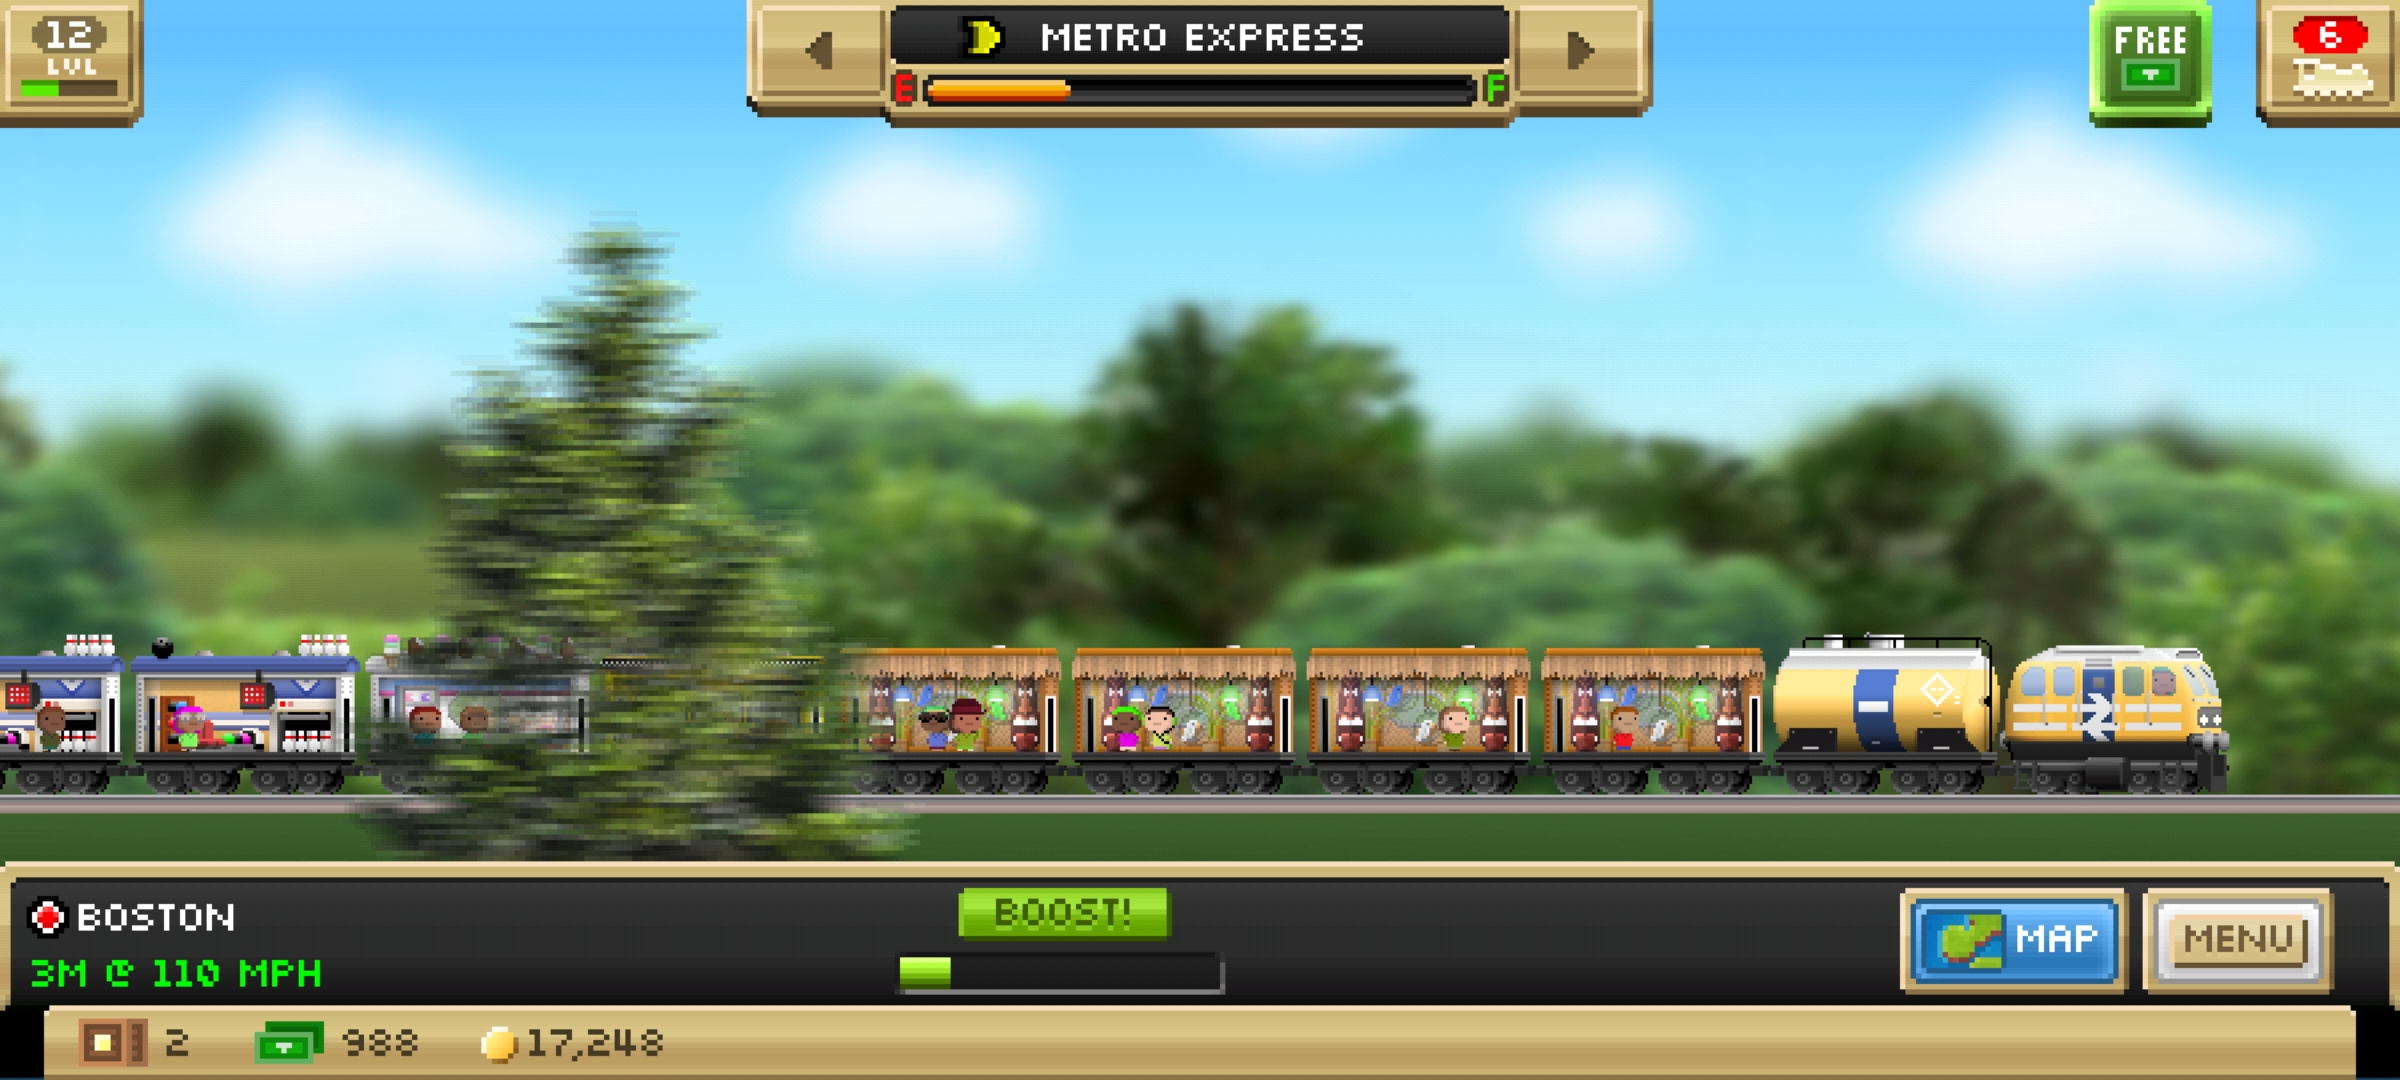 12
LVL
METRO EXPRESS
E F
FREE
6
BOSTON
3M @ 110 MPH
BOOST!
MAP
MENU
2 988 17,248